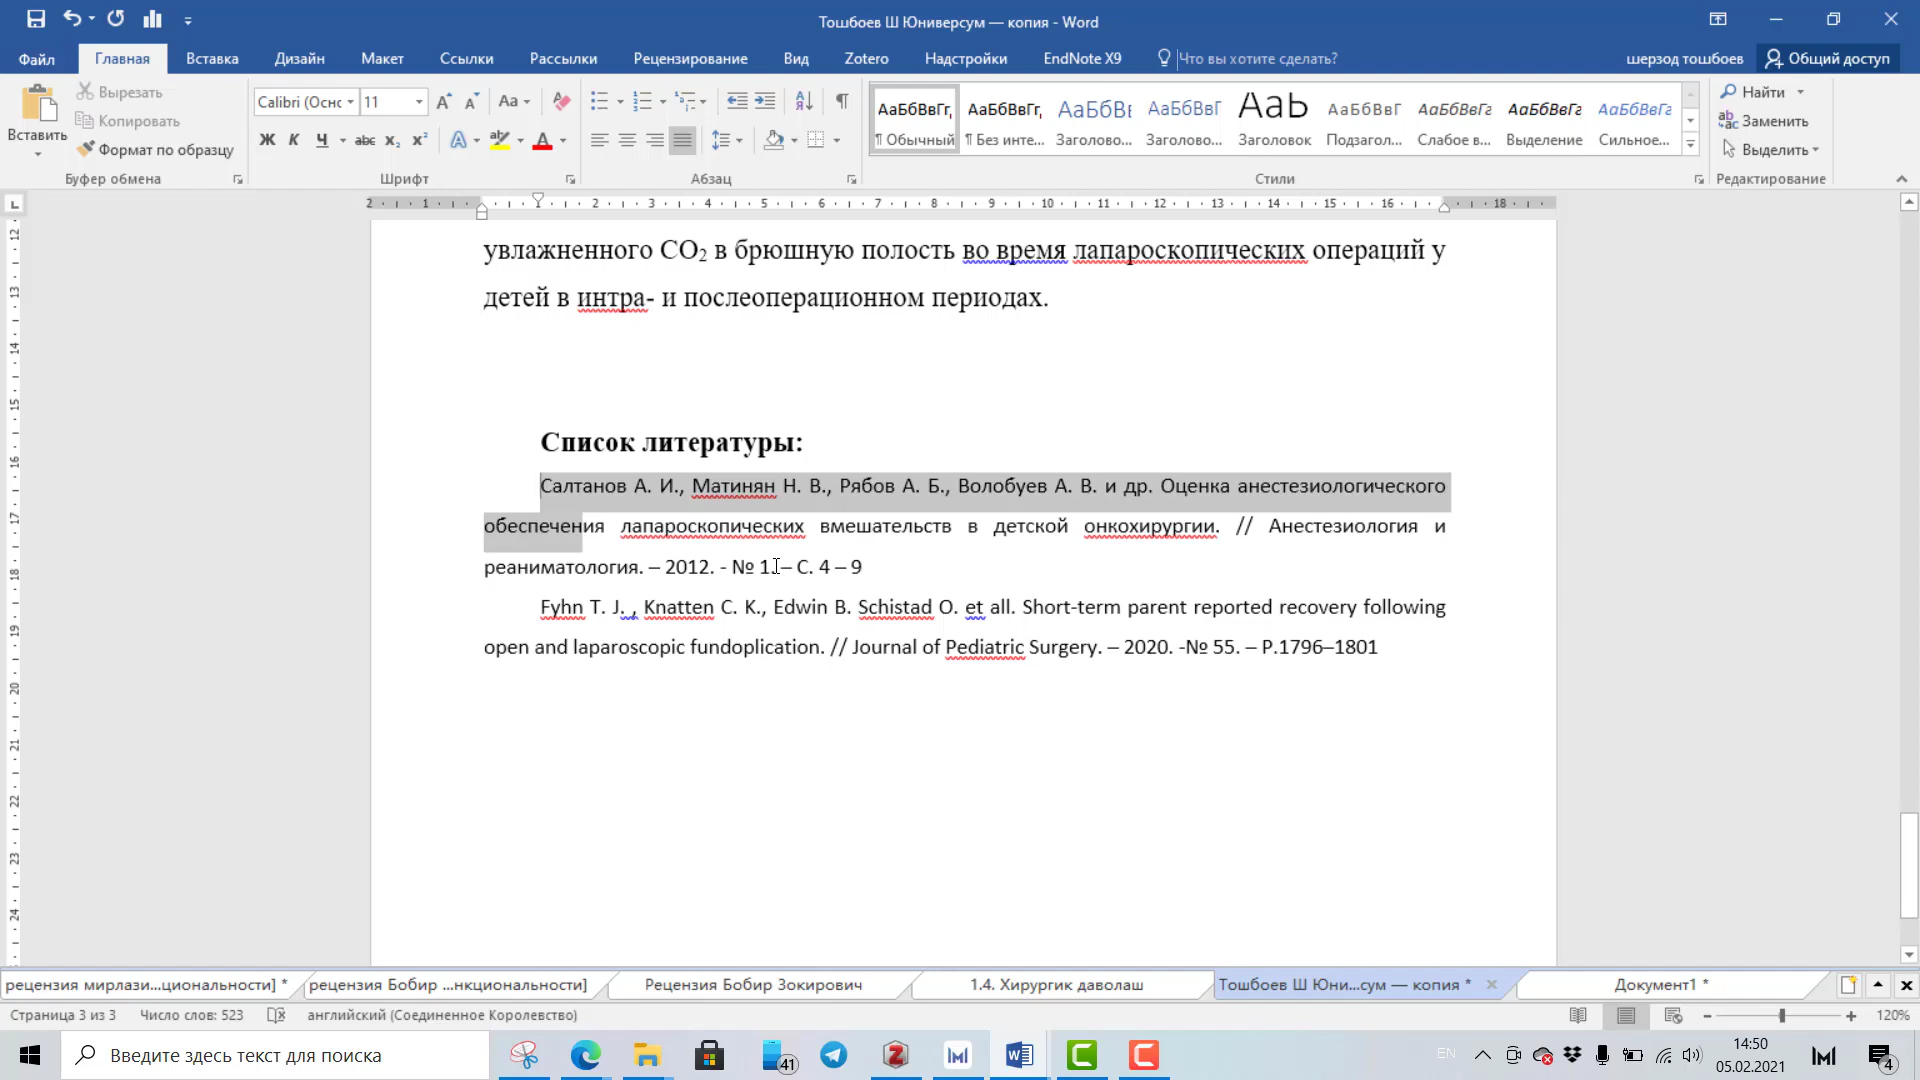 Тошбоев Ш Юниверсум — копия - Word
Файл
Главная
Вставка
Дизайн
Макет
Ссылки
Рассылки
Рецензирование
Вид
Zotero
Надстройки
EndNote X9
Что вы хотите сделать?
шерзод тошбоев
Общий доступ
Вставить
Вырезать
Копировать
Формат по образцу
Буфер обмена
Calibri (Оснс
11
Шрифт
Абзац
АаБбВвГг,
АаБбВвГг,
АаБбВı
АаБбВвГ
АаБ
АаБбВвГ
АаБбВвГг
АаБбВвГг
АаБбВвГг
¶ Обычный
¶ Без инте...
Заголово...
Заголово...
Заголовок
Подзагол...
Слабое в...
Выделение
Сильное...
Стили
Найти
Заменить
Выделить
Редактирование
увлажненного CO₂ в брюшную полость во время лапароскопических операций у
детей в интра- и послеоперационном периодах.
Список литературы:
Салтанов А. И., Матинян Н. В., Рябов А. Б., Волобуев А. В. и др. Оценка анестезиологического
обеспечения лапароскопических вмешательств в детской онкохирургии. // Анестезиология и
реаниматология. – 2012. - № 1. – С. 4 – 9
Fyhn T. J. , Knatten C. K., Edwin B. Schistad O. et all. Short-term parent reported recovery following
open and laparoscopic fundoplication. // Journal of Pediatric Surgery. – 2020. -№ 55. – P.1796–1801
рецензия мирлази...циональности] *
рецензия Бобир ...нкциональности]
Рецензия Бобир Зокирович
1.4. Хирургик даволаш
Тошбоев Ш Юни...сум — копия *
Документ1 *
Страница 3 из 3
Число слов: 523
английский (Соединенное Королевство)
120%
Введите здесь текст для поиска
41
EN
14:50
05.02.2021
4